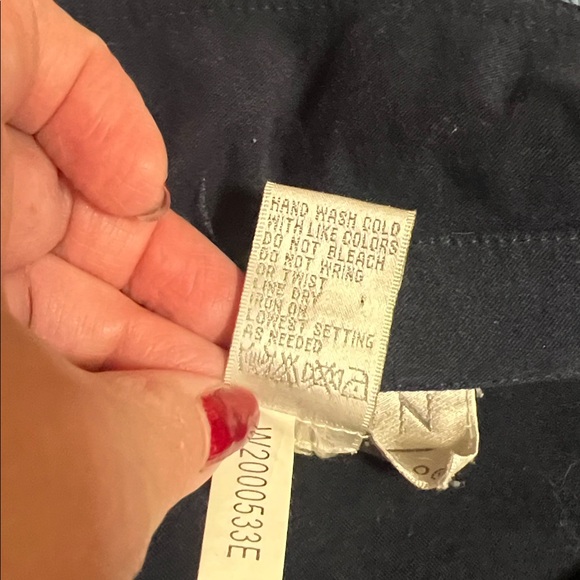 HAND WASH COLD
WITH LIKE COLORS
DO NOT BLEACH
DO NOT WRING
OR TWIST
LINE DRY
IRON ON
LOWEST SETTING
AS NEEDED
W2000533E
N